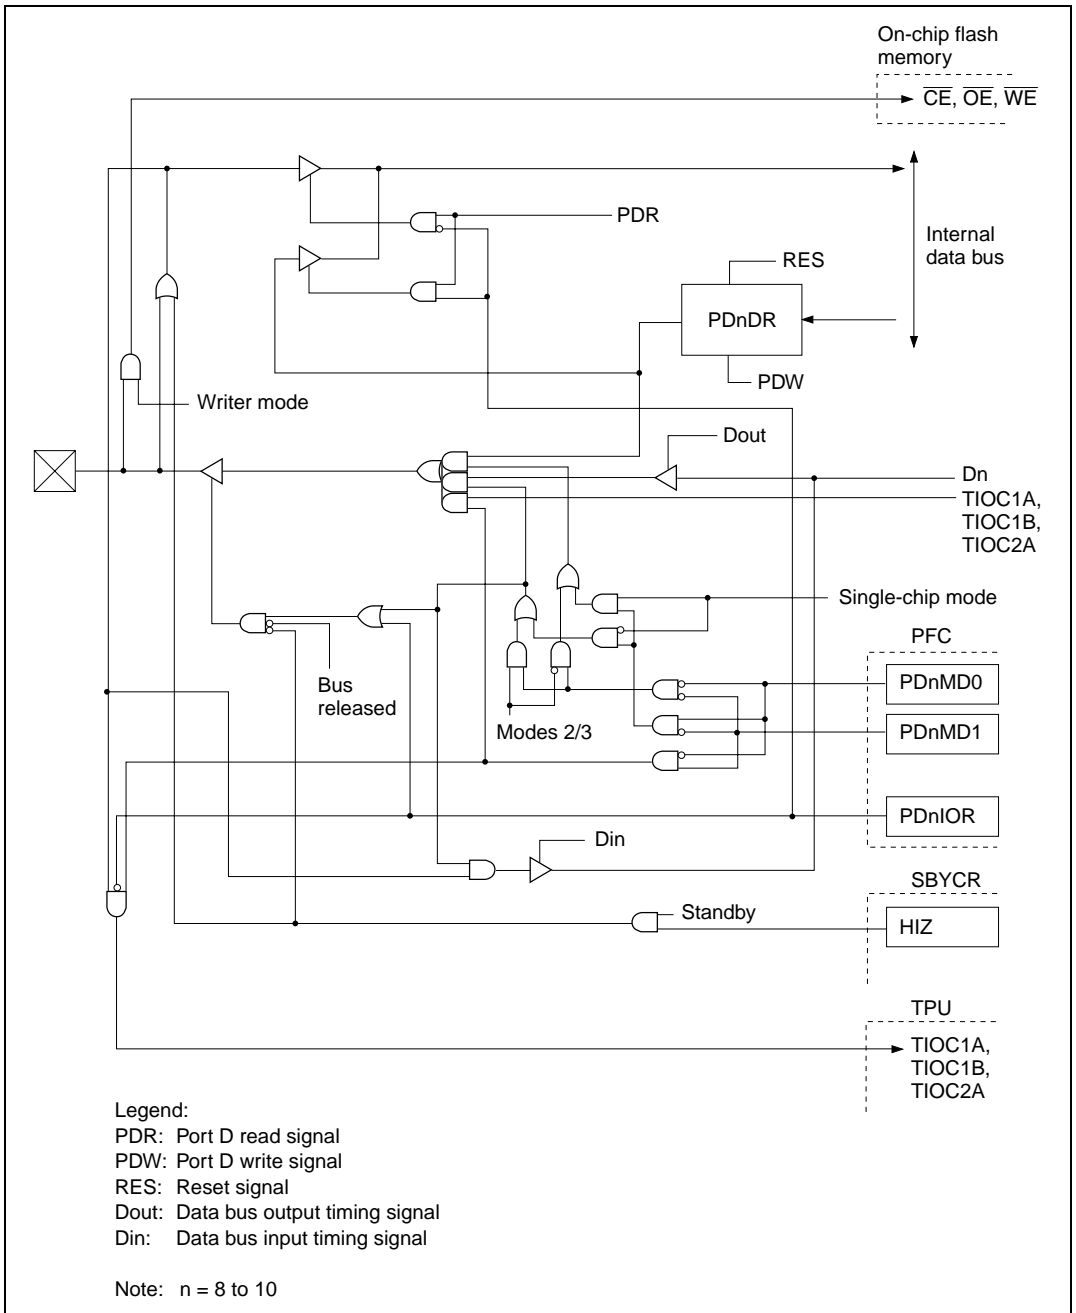 On-chip flash
memory
CE, OE, WE
PDR
Internal
data bus
RES
PDnDR
PDW
Writer mode
Dout
Dn
TIOC1A,
TIOC1B,
TIOC2A
Single-chip mode
PFC
PDnMD0
Bus
released
Modes 2/3
PDnMD1
PDnIOR
Din
SBYCR
Standby
HIZ
TPU
TIOC1A,
TIOC1B,
TIOC2A
Legend:
PDR: Port D read signal
PDW: Port D write signal
RES: Reset signal
Dout: Data bus output timing signal
Din: Data bus input timing signal
Note: n = 8 to 10